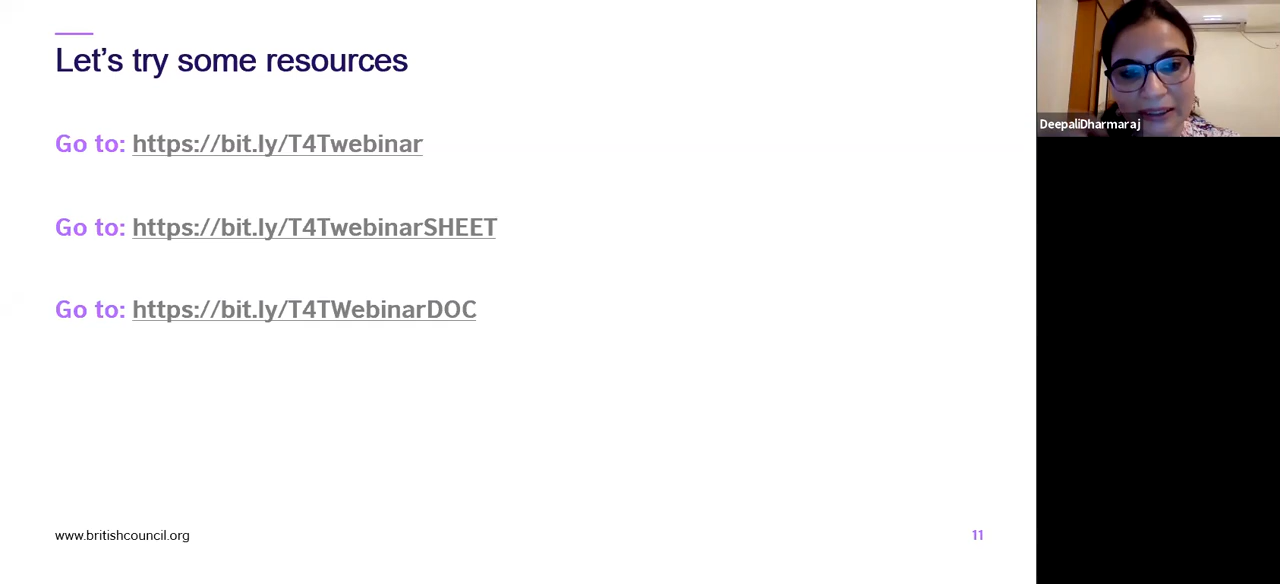 Let's try some resources
Go to: https://bit.ly/T4Twebinar
Go to: https://bit.ly/T4TwebinarSHEET
Go to: https://bit.ly/T4TWebinarDOC
www.britishcouncil.org
11
DeepaliDharmaraj